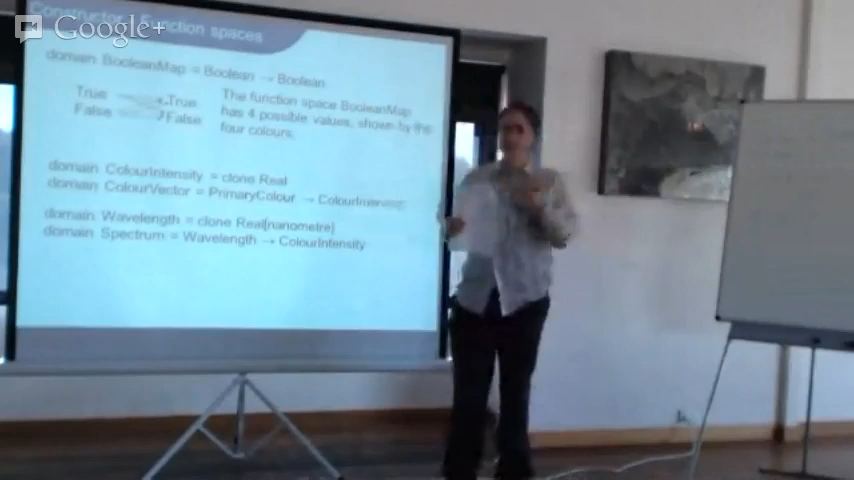 Google+
Constructor: Function spaces
domain BooleanMap = Boolean → Boolean
True True
False False
The function space BooleanMap
has 4 possible values, shown by the
four colours.
domain ColourIntensity = clone Real
domain ColourVector = PrimaryColour → ColourIntensity
domain Wavelength = clone Real[nanometre]
domain Spectrum = Wavelength → ColourIntensity